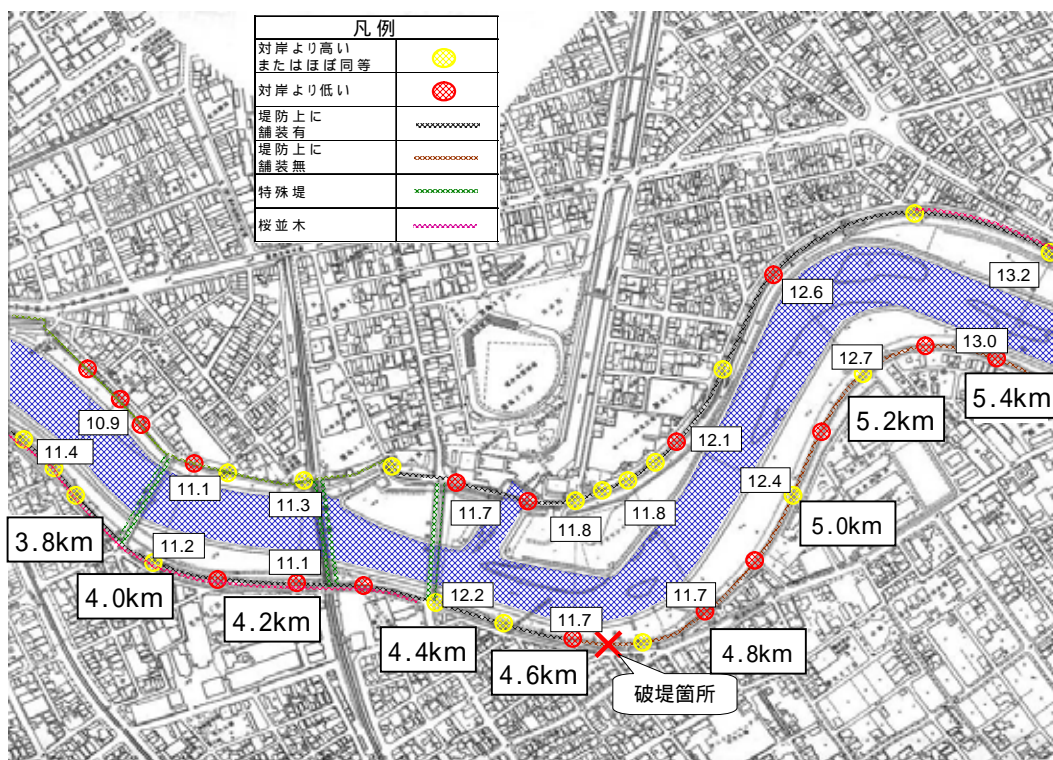 凡例
対岸より高い
またはほぼ同等
対岸より低い
堤防上に
舗装有
堤防上に
舗装無
特殊堤
桜並木
13.2
12.6
13.0
12.7
5.4km
5.2km
10.9
12.1
11.4
11.1
11.3
11.7
11.8
11.8
12.4
5.0km
3.8km
11.2
11.1
4.0km
12.2
11.7
11.7
4.2km
4.4km
4.6km
4.8km
破堤箇所